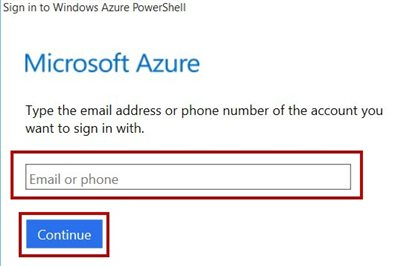 Sign in to Windows Azure PowerShell
Microsoft Azure
Type the email address or phone number of the account you
want to sign in with.
Email or phone
Continue